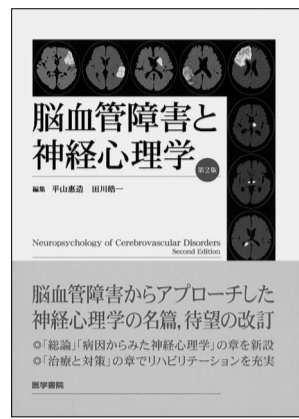 脳血管障害と
神経心理学
第2版
編集 平山惠造 田川皓一
Neuropsychology of Cerebrovascular Disorders
Second Edition
脳血管障害からアプローチした
神経心理学の名篇，待望の改訂
◎「総論」「病因からみた神経心理学」の章を新設
◎「治療と対策」の章でリハビリテーションを充実
医学書院